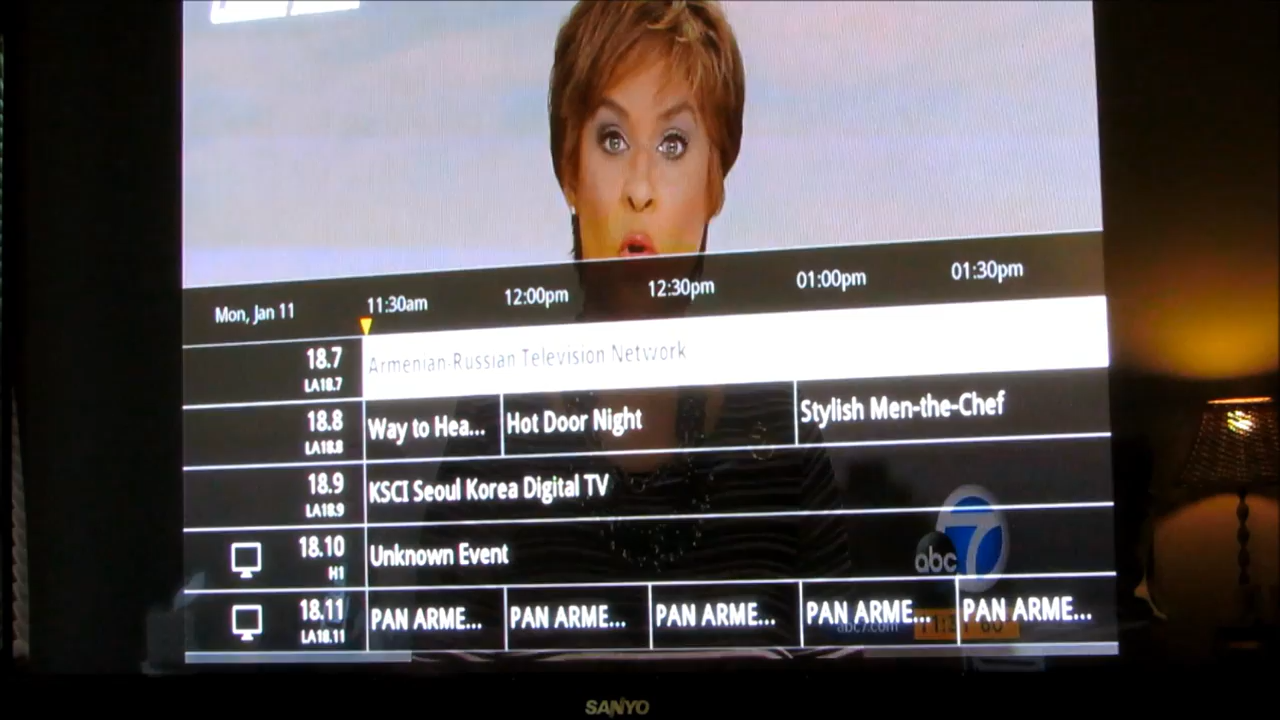 Mon, Jan 11 11:30am 12:00pm 12:30pm 01:00pm 01:30pm
18.7 Armenian-Russian Television Network
LA18.7
18.8 Way to Hea... Hot Door Night Stylish Men-the-Chef
LA18.8
18.9 KSCI Seoul Korea Digital TV
LA18.9
18.10 Unknown Event
H1
abc 7
18.11 PAN ARME... PAN ARME... PAN ARME... PAN ARME... PAN ARME...
LA18.11
abc7.com
SANYO